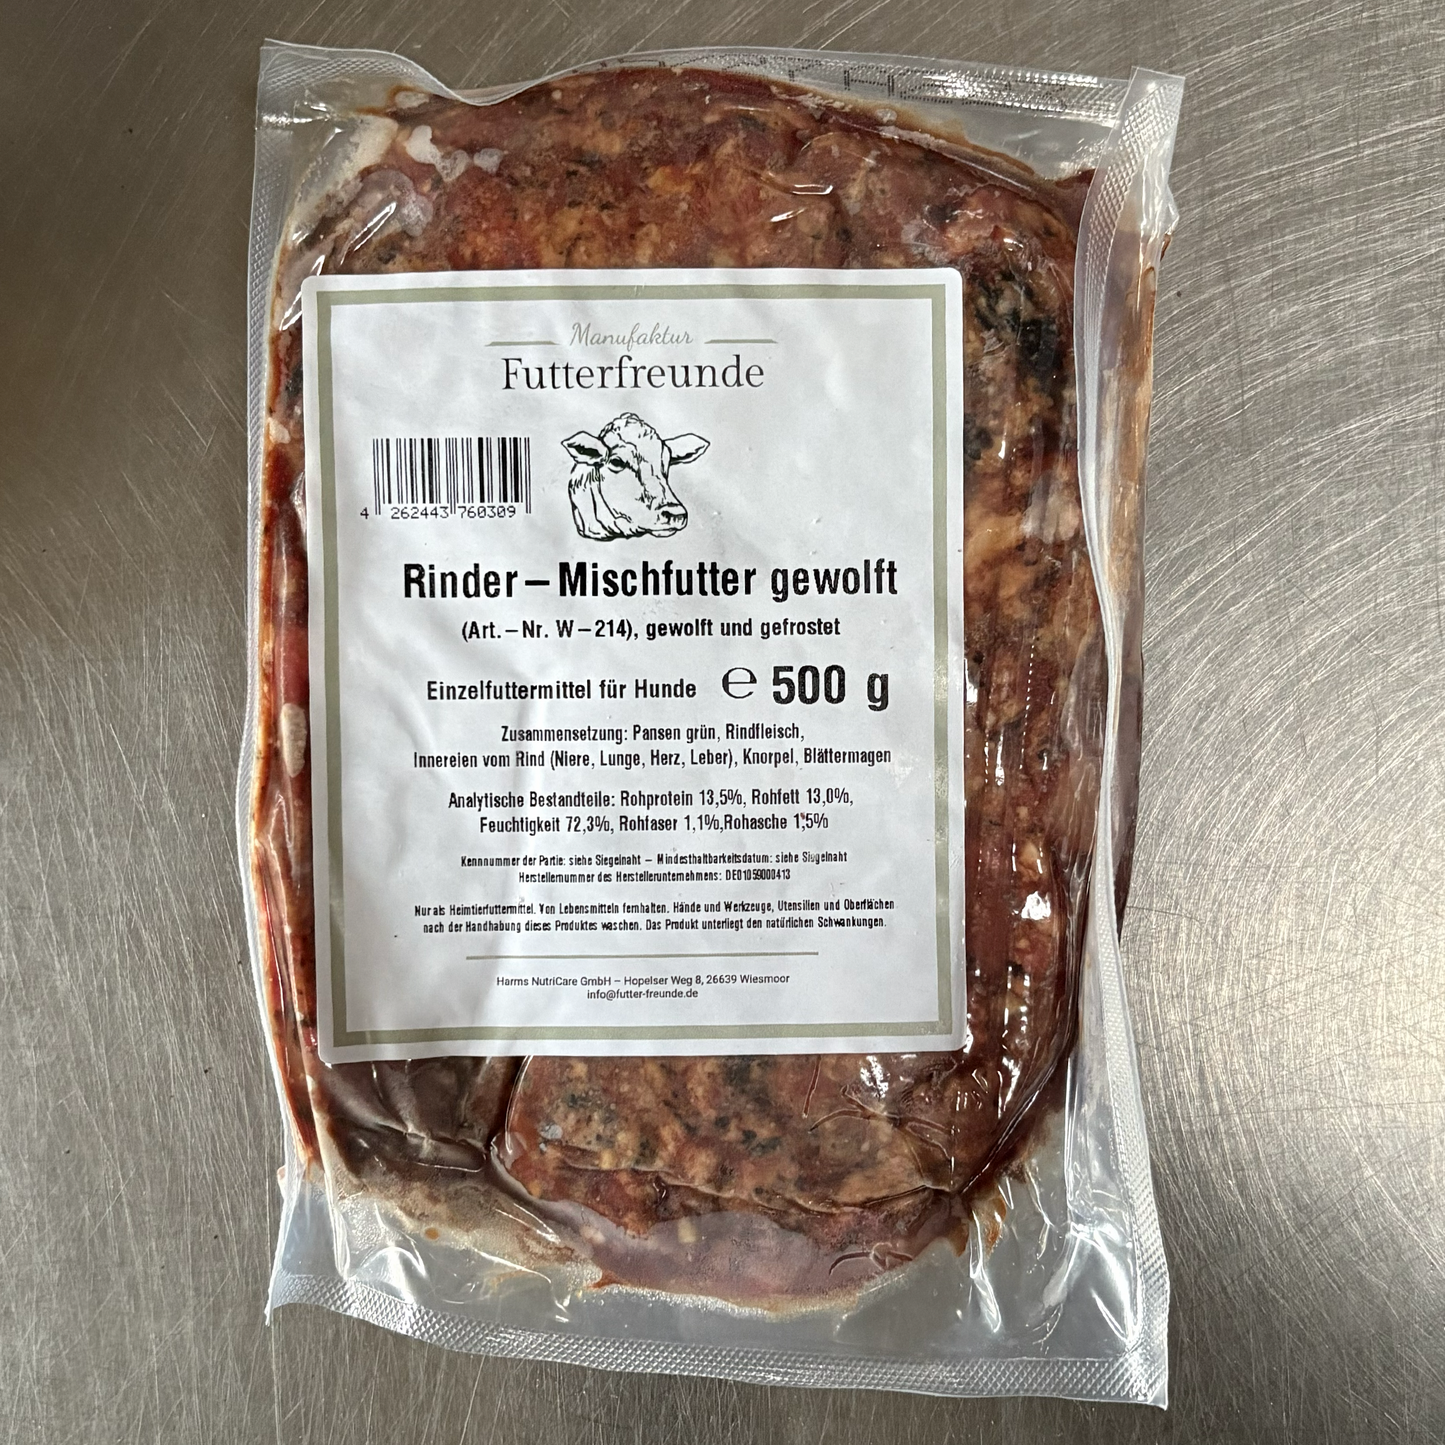 Manufaktur
Futterfreunde
4 262443 760309
Rinder–Mischfutter gewolft
(Art.–Nr. W–214), gewolft und gefrostet
Einzelfuttermittel für Hunde ℮ 500 g
Zusammensetzung: Pansen grün, Rindfleisch,
Innereien vom Rind (Niere, Lunge, Herz, Leber), Knorpel, Blättermagen
Analytische Bestandteile: Rohprotein 13,5%, Rohfett 13,0%,
Feuchtigkeit 72,3%, Rohfaser 1,1%,Rohasche 1,5%
Kennnummer der Partie: siehe Siegelnaht – Mindesthaltbarkeitsdatum: siehe Siegelnaht
Herstellernummer des Herstellerunternehmens: DE01059000413
Nur als Heimtierfuttermittel. Von Lebensmitteln fernhalten. Hände und Werkzeuge, Utensilien und Oberflächen
nach der Handhabung dieses Produktes waschen. Das Produkt unterliegt den natürlichen Schwankungen.
Harms NutriCare GmbH – Hopelser Weg 8, 26639 Wiesmoor
info@futter-freunde.de